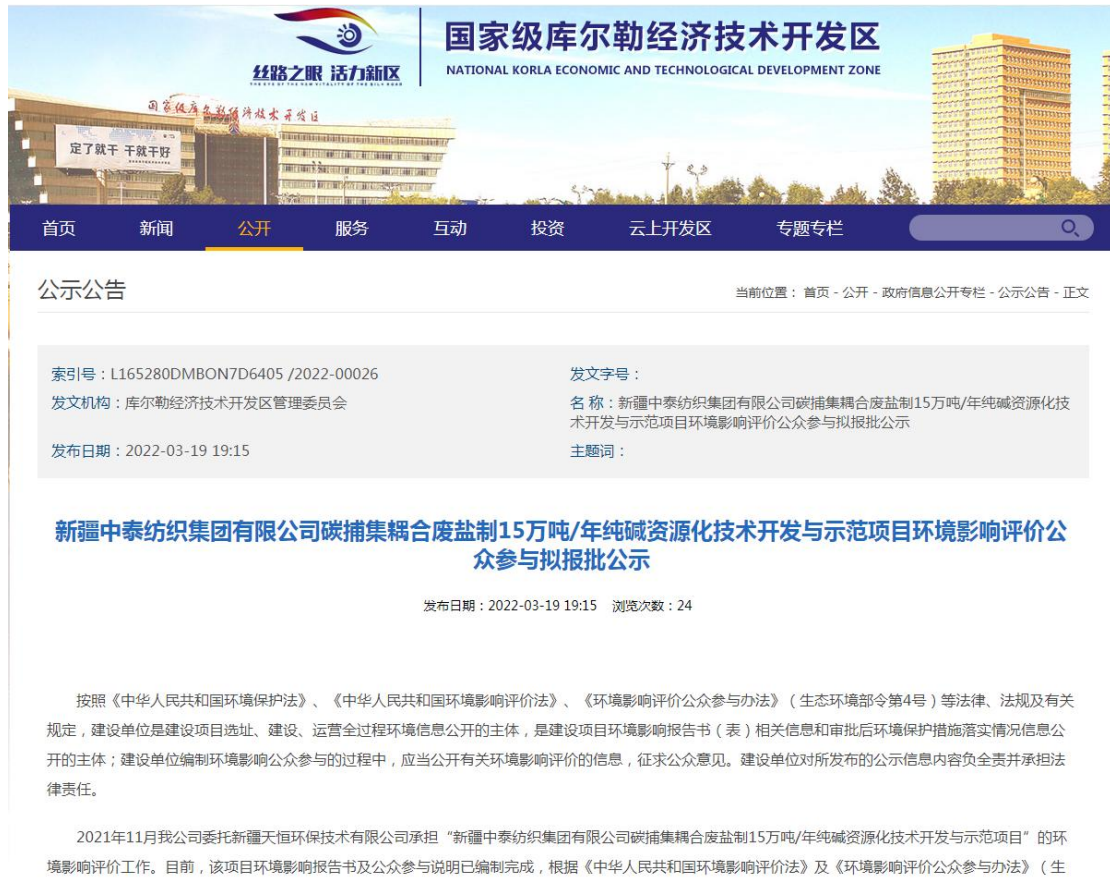 丝路之眼 活力新区
国家级库尔勒经济技术开发区
NATIONAL KORLA ECONOMIC AND TECHNOLOGICAL DEVELOPMENT ZONE
国家级库尔勒经济技术开发区
定了就干 干就干好
首页 新闻 公开 服务 互动 投资 云上开发区 专题专栏
公示公告
当前位置： 首页 - 公开 - 政府信息公开专栏 - 公示公告 - 正文
索引号：L165280DMBON7D6405 /2022-00026
发文字号：
发文机构：库尔勒经济技术开发区管理委员会
名 称：新疆中泰纺织集团有限公司碳捕集耦合废盐制15万吨/年纯碱资源化技
术开发与示范项目环境影响评价公众参与拟报批公示
发布日期：2022-03-19 19:15
主题词：
新疆中泰纺织集团有限公司碳捕集耦合废盐制15万吨/年纯碱资源化技术开发与示范项目环境影响评价公
众参与拟报批公示
发布日期：2022-03-19 19:15 浏览次数：24
按照《中华人民共和国环境保护法》、《中华人民共和国环境影响评价法》、《环境影响评价公众参与办法》（生态环境部令第4号）等法律、法规及有关
规定，建设单位是建设项目选址、建设、运营全过程环境信息公开的主体，是建设项目环境影响报告书（表）相关信息和审批后环境保护措施落实情况信息公
开的主体；建设单位编制环境影响公众参与的过程中，应当公开有关环境影响评价的信息，征求公众意见。建设单位对所发布的公示信息内容负全责并承担法
律责任。
2021年11月我公司委托新疆天恒环保技术有限公司承担“新疆中泰纺织集团有限公司碳捕集耦合废盐制15万吨/年纯碱资源化技术开发与示范项目”的环
境影响评价工作。目前，该项目环境影响报告书及公众参与说明已编制完成，根据《中华人民共和国环境影响评价法》及《环境影响评价公众参与办法》（生